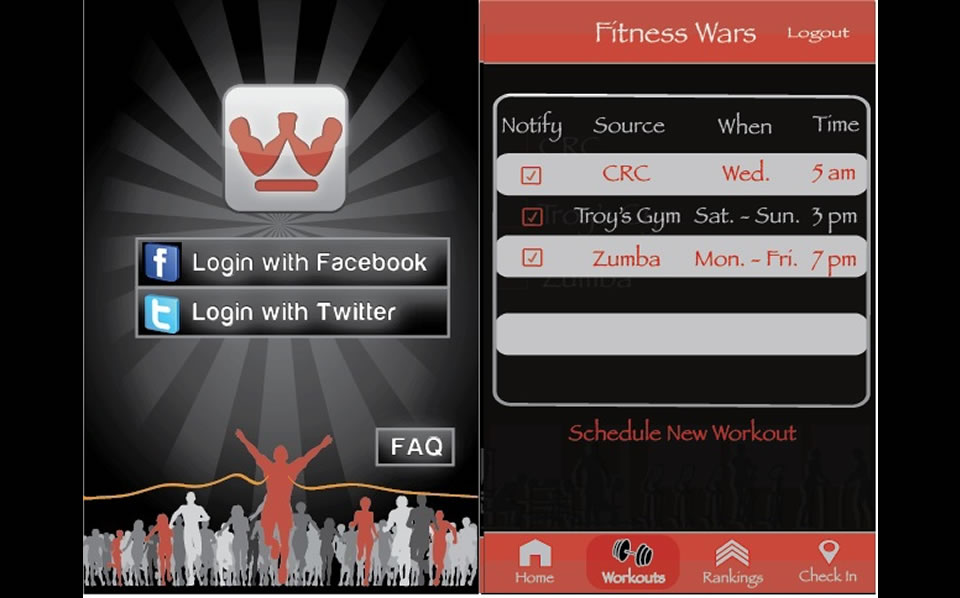 Login with Facebook
Login with Twitter
FAQ
Fitness Wars Logout
Notify Source When Time
CRC Wed. 5 am
Troy's Gym Sat. - Sun. 3 pm
Zumba Mon. - Fri. 7 pm
Schedule New Workout
Home Workouts Rankings Check In